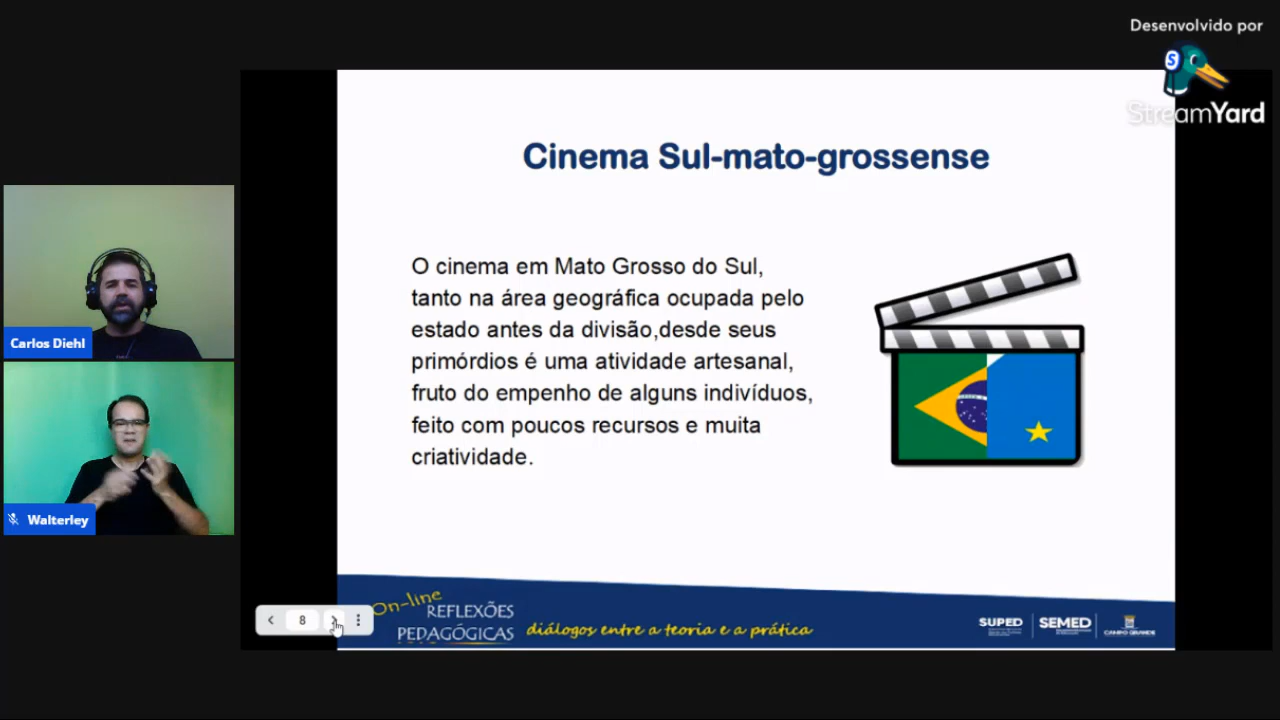 Desenvolvido por
S
StreamYard
Cinema Sul-mato-grossense
O cinema em Mato Grosso do Sul,
tanto na área geográfica ocupada pelo
estado antes da divisão,desde seus
primórdios é uma atividade artesanal,
fruto do empenho de alguns indivíduos,
feito com poucos recursos e muita
criatividade.
Carlos Diehl
Walterley
8
On-line
REFLEXÕES
PEDAGÓGICAS
diálogos entre a teoria e a prática
SUPED
SEMED
CAMPO GRANDE